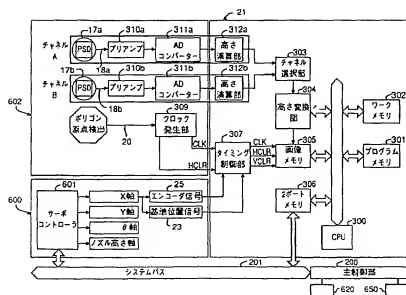 21
17a 310a 311a 312a
チャネル
A
PSD
プリアンプ
AD
コンバーター
高さ
演算部
18a
303
チャネル
選択部
17b 310b 311b 312b
チャネル
B
PSD
プリアンプ
AD
コンバーター
高さ
演算部
18b
304
高さ変換
部
302
ワーク
メモリ
602
309
ポリゴン
原点検出
20
クロック
発生部
CLK
HCLR
307
タイミング
制御部
CLK
HCLR
VCLR
305
画像
メモリ
301
プログラム
メモリ
306
2ポート
メモリ
600
601
サーボ
コントローラ
X軸
Y軸
θ軸
ノズル高さ軸
25
エンコーダ信号
基準位置信号
23
300
CPU
201
システムバス
200
主制御部
620 650